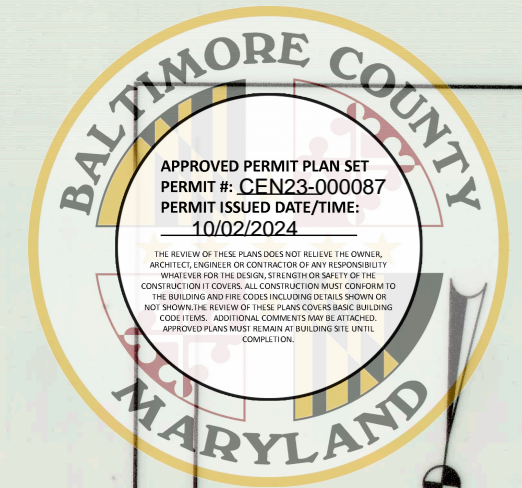 BALTIMORE COUNTY
APPROVED PERMIT PLAN SET
PERMIT #: CEN23-000087
PERMIT ISSUED DATE/TIME:
10/02/2024
THE REVIEW OF THESE PLANS DOES NOT RELIEVE THE OWNER,
ARCHITECT, ENGINEER OR CONTRACTOR OF ANY RESPONSIBILITY
WHATEVER FOR THE DESIGN, STRENGTH OR SAFETY OF THE
CONSTRUCTION IT COVERS. ALL CONSTRUCTION MUST CONFORM TO
THE BUILDING AND FIRE CODES INCLUDING DETAILS SHOWN OR
NOT SHOWN.THE REVIEW OF THESE PLANS COVERS BASIC BUILDING
CODE ITEMS. ADDITIONAL COMMENTS MAY BE ATTACHED.
APPROVED PLANS MUST REMAIN AT BUILDING SITE UNTIL
COMPLETION.
MARYLAND